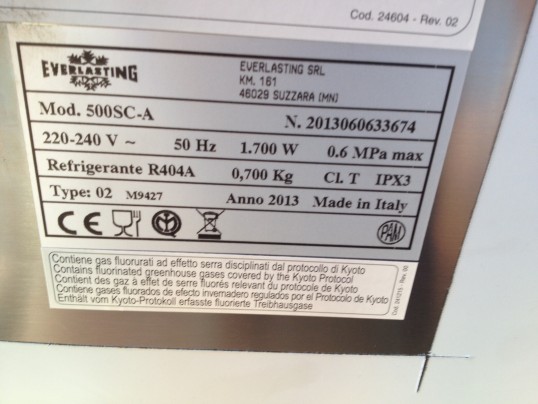 Cod. 24604 - Rev. 02
EVERLASTING
EVERLASTING SRL
KM. 161
46029 SUZZARA (MN)
Mod. 500SC-A N. 2013060633674
220-240 V ~ 50 Hz 1.700 W 0.6 MPa max
Refrigerante R404A 0,700 Kg Cl. T IPX3
Type: 02 M9427 Anno 2013 Made in Italy
CE
PAM
Contiene gas fluorurati ad effetto serra disciplinati dal protocollo di Kyoto
Contains fluorinated greenhouse gases covered by the Kyoto Protocol
Contient des gaz à effet de serre fluorés relevant du protocole de Kyoto
Contiene gases fluorados de efecto invernadero regulados por el Protocolo de Kyoto
Enthält vom Kyoto-Protokoll erfasste fluorierte Treibhausgase